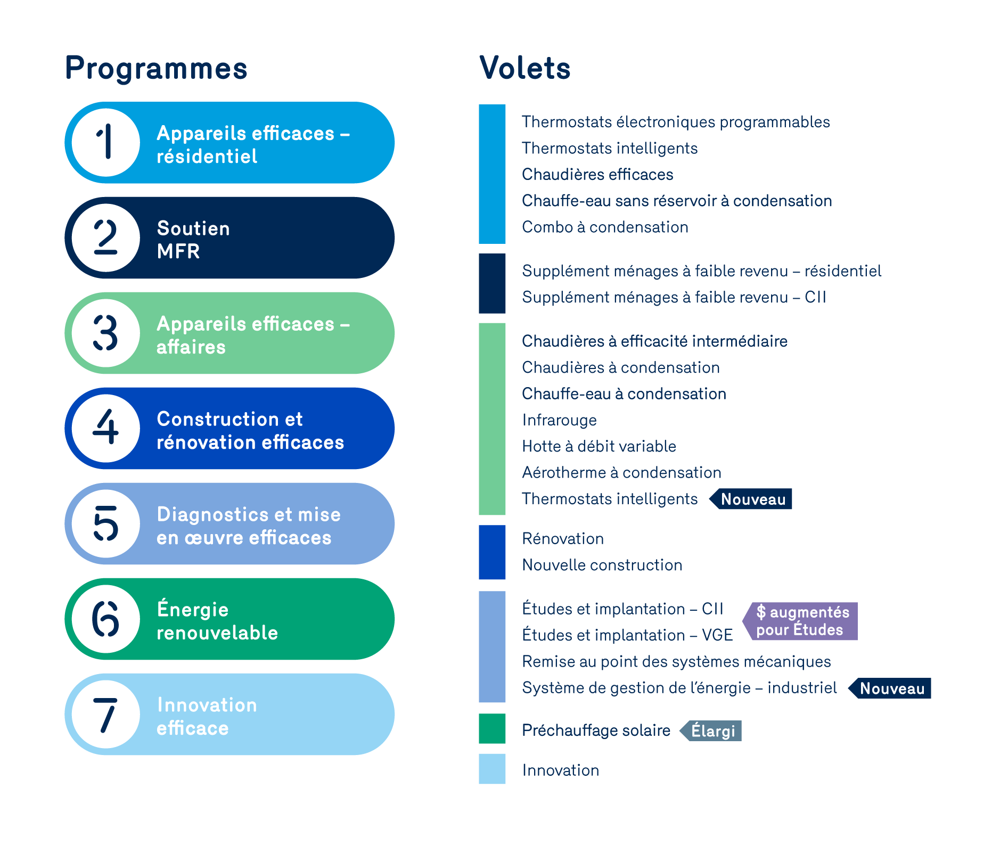 Programmes
1
Appareils efficaces –
résidentiel
2
Soutien
MFR
3
Appareils efficaces –
affaires
4
Construction et
rénovation efficaces
5
Diagnostics et mise
en œuvre efficaces
6
Énergie
renouvelable
7
Innovation
efficace
Volets
Thermostats électroniques programmables
Thermostats intelligents
Chaudières efficaces
Chauffe-eau sans réservoir à condensation
Combo à condensation
Supplément ménages à faible revenu – résidentiel
Supplément ménages à faible revenu – CII
Chaudières à efficacité intermédiaire
Chaudières à condensation
Chauffe-eau à condensation
Infrarouge
Hotte à débit variable
Aérotherme à condensation
Thermostats intelligents Nouveau
Rénovation
Nouvelle construction
Études et implantation – CII
Études et implantation – VGE
$ augmentés
pour Études
Remise au point des systèmes mécaniques
Système de gestion de l’énergie – industriel Nouveau
Préchauffage solaire Élargi
Innovation